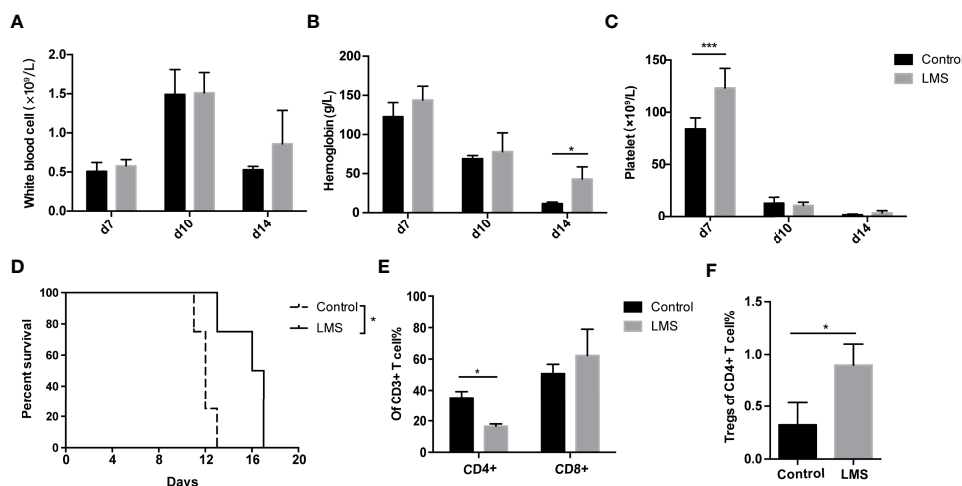 A
White blood cell (×10⁹/L)
2.0
1.5
1.0
0.5
0.0
d7
d10
d14
B
Hemoglobin(g/L)
200
150
100
50
0
*
d7
d10
d14
C
Platelet (×10⁹/L)
150
100
50
0
***
d7
d10
d14
Control
LMS
D
Percent survival
100
80
60
40
20
0
0
4
8
12
16
20
Days
Control
LMS
*
E
Of CD3+ T cell%
100
80
60
40
20
0
*
CD4+
CD8+
Control
LMS
F
Tregs of CD4+ T cell%
1.5
1.0
0.5
0.0
*
Control
LMS